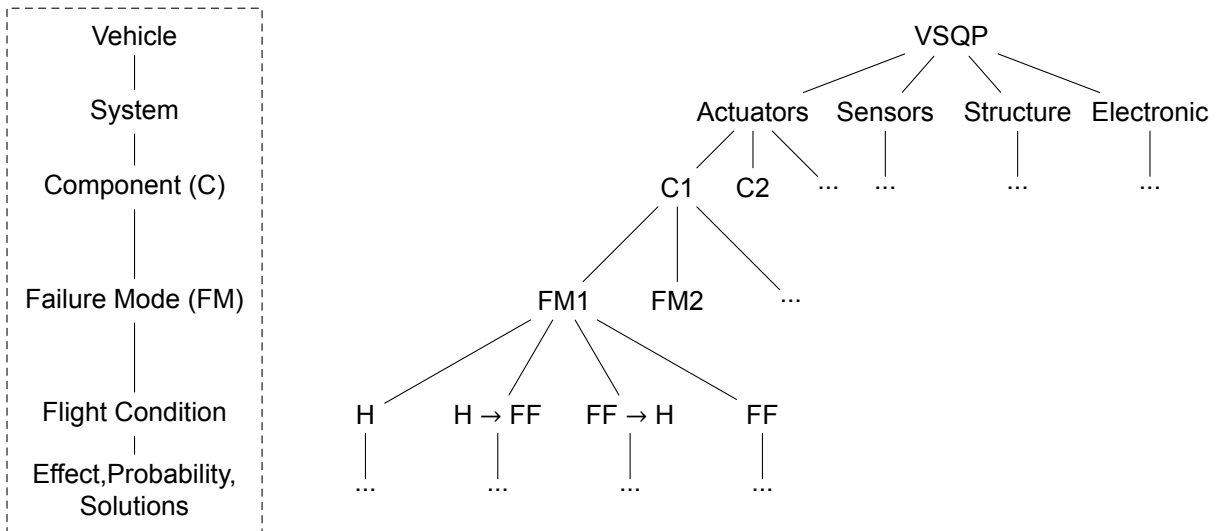 Vehicle
System
Component (C)
Failure Mode (FM)
Flight Condition
Effect,Probability,
Solutions
VSQP
Actuators Sensors Structure Electronic
C1 C2 ... ... ... ...
FM1 FM2 ...
H H → FF FF → H FF
... ... ... ...